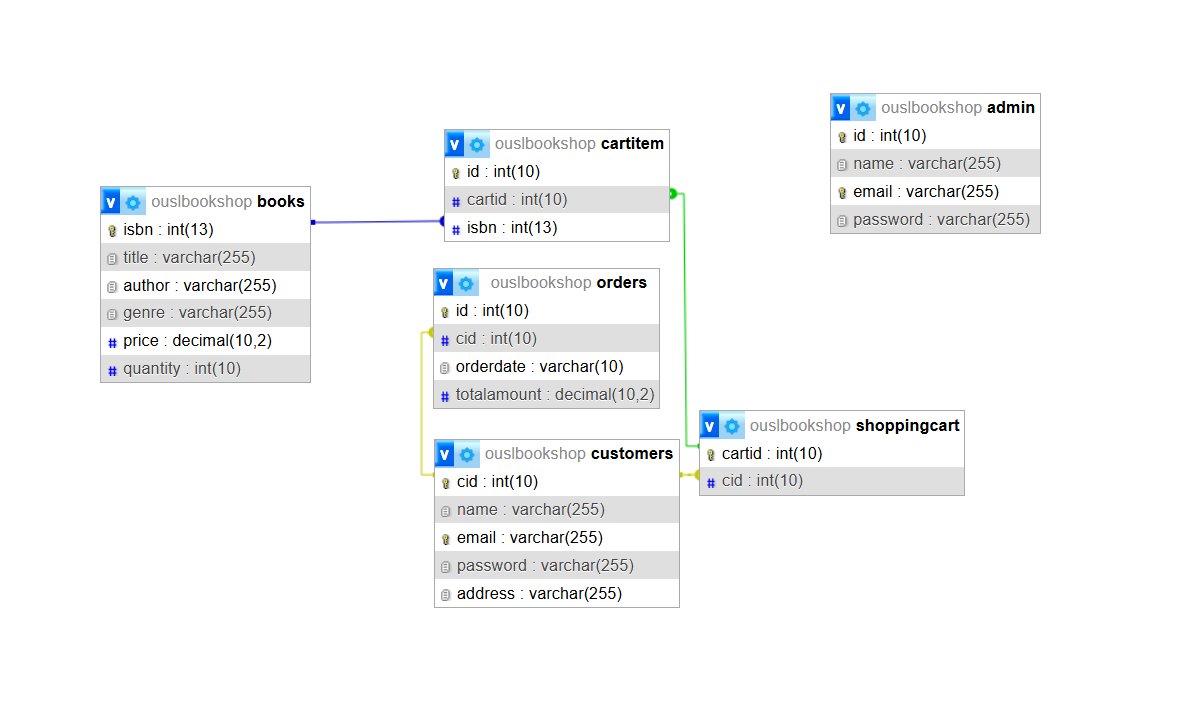 v ouslbookshop books
isbn : int(13)
title : varchar(255)
author : varchar(255)
genre : varchar(255)
# price : decimal(10,2)
# quantity : int(10)
v ouslbookshop cartitem
id : int(10)
# cartid : int(10)
# isbn : int(13)
v ouslbookshop orders
id : int(10)
# cid : int(10)
orderdate : varchar(10)
# totalamount : decimal(10,2)
v ouslbookshop customers
cid : int(10)
name : varchar(255)
email : varchar(255)
password : varchar(255)
address : varchar(255)
v ouslbookshop admin
id : int(10)
name : varchar(255)
email : varchar(255)
password : varchar(255)
v ouslbookshop shoppingcart
cartid : int(10)
# cid : int(10)